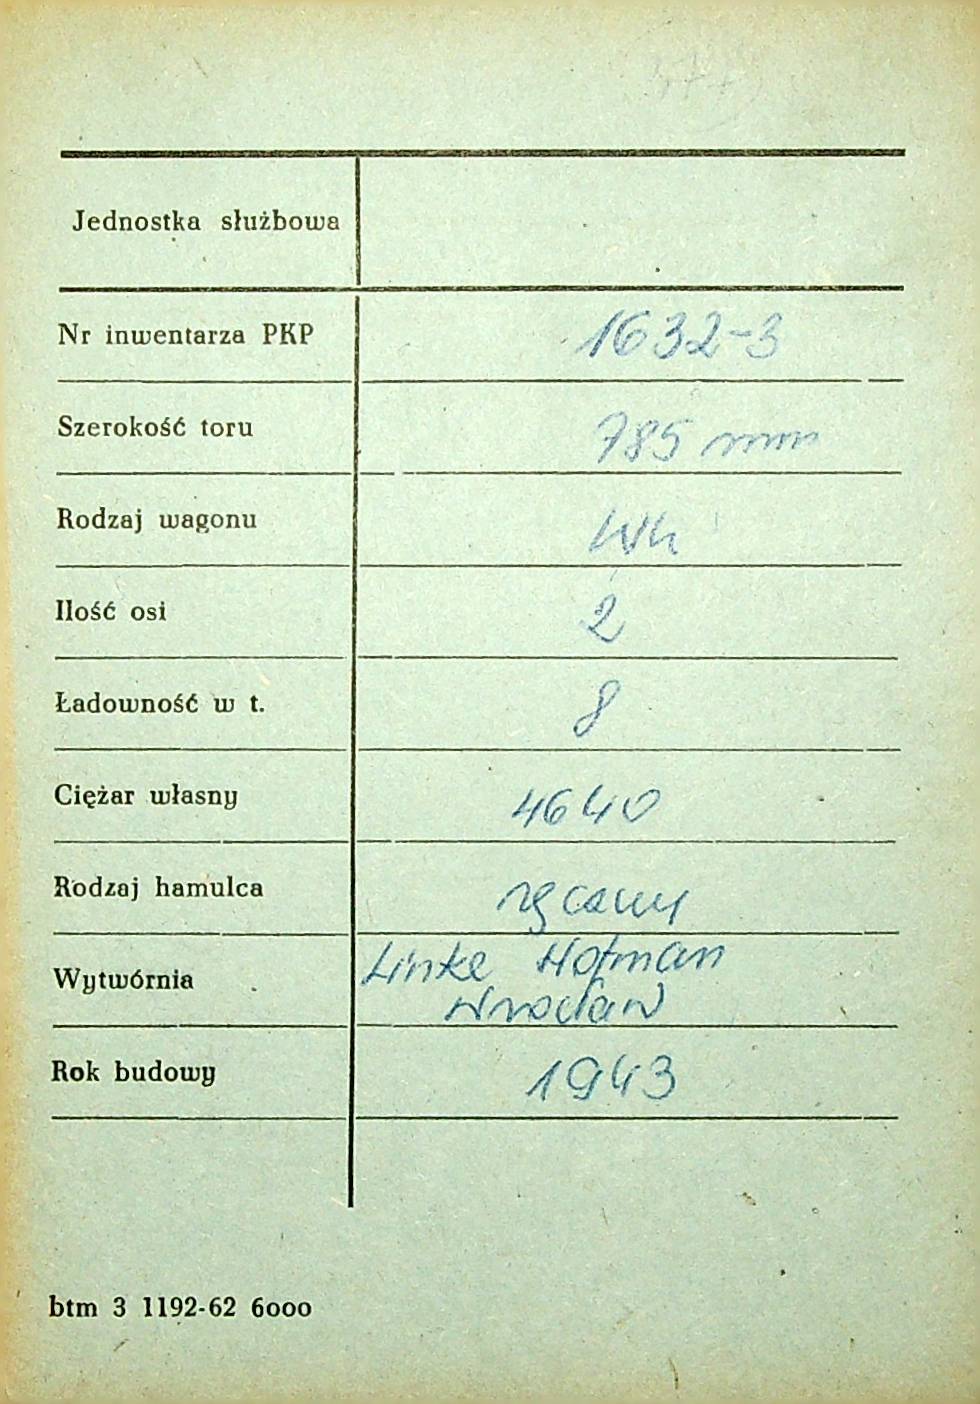 Jednostka służbowa
Nr inwentarza PKP 1632-3
Szerokość toru 785 mm
Rodzaj wagonu Wh
Ilość osi 2
Ładowność w t. 8
Ciężar własny 4640
Rodzaj hamulca ręczny
Wytwórnia Linke Hofman
Wrocław
Rok budowy 1943
btm 3 1192-62 6ooo